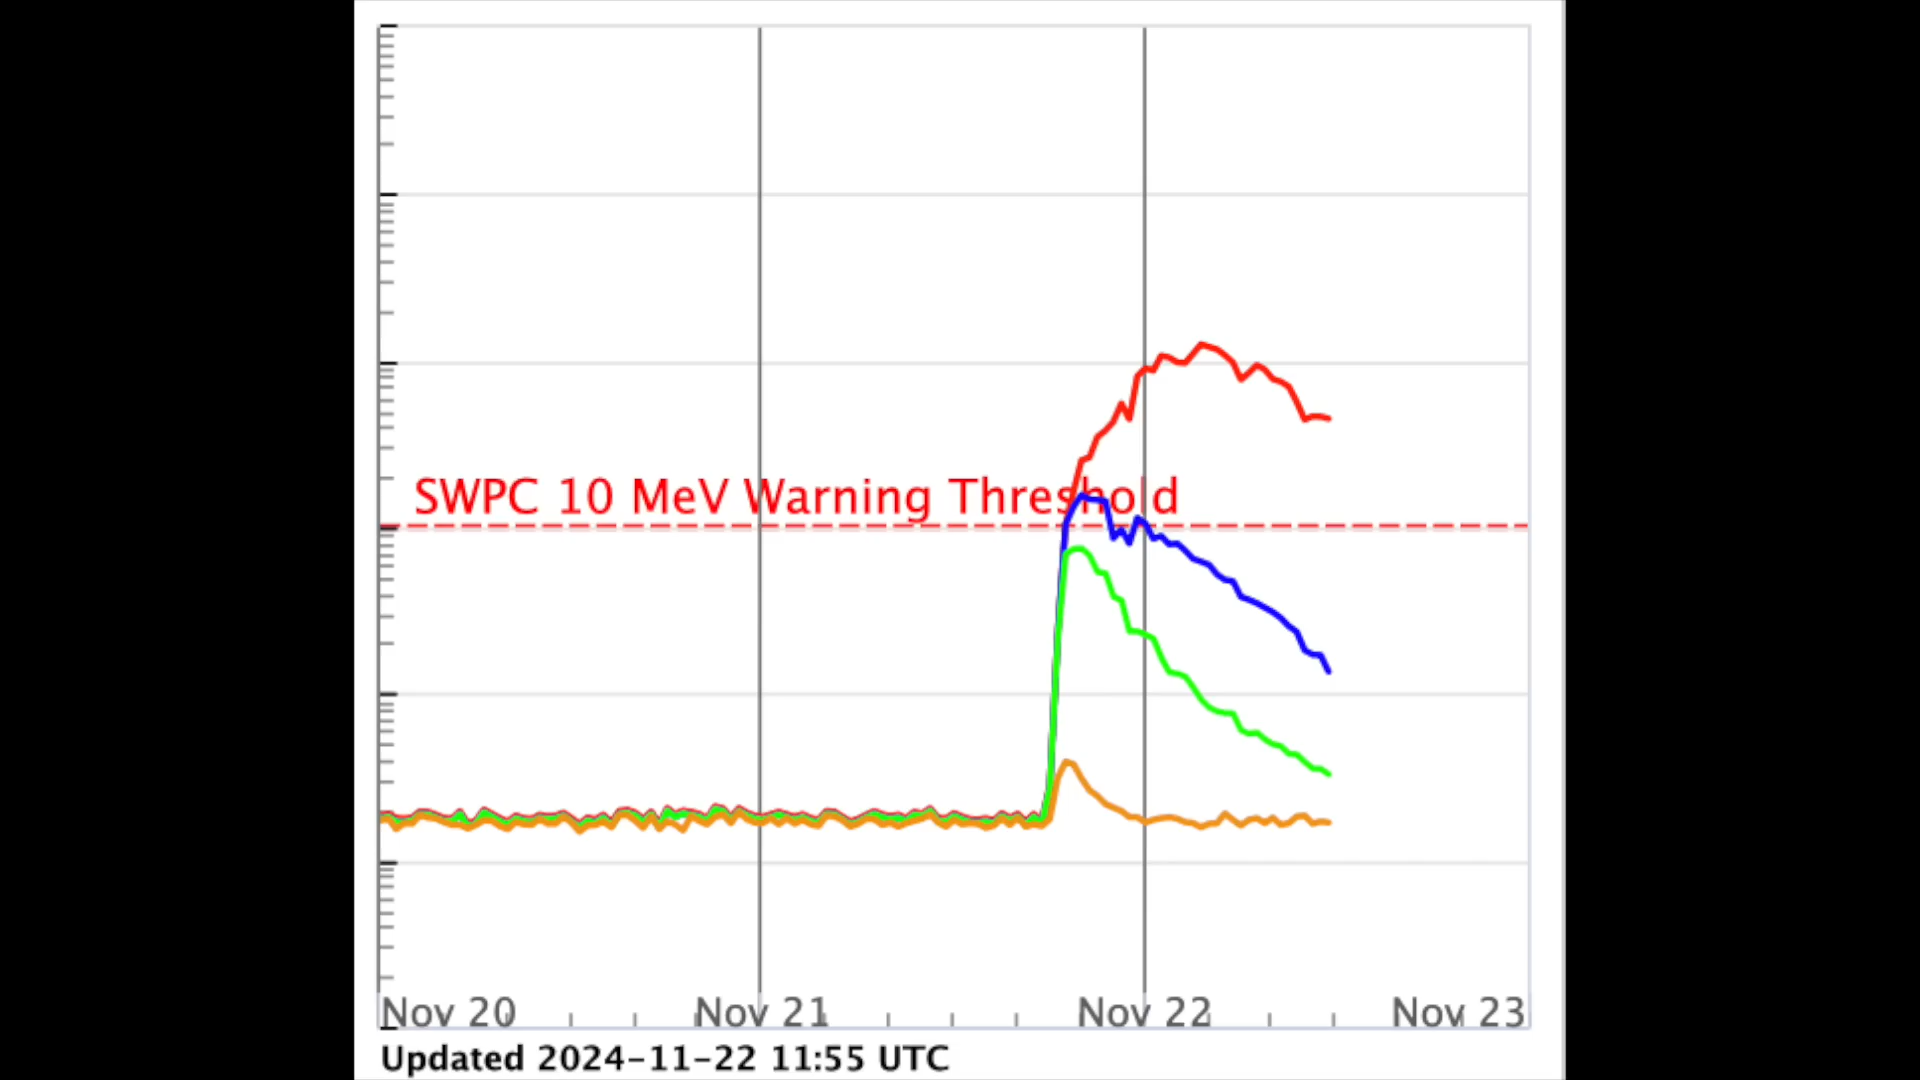 SWPC 10 MeV Warning Threshold
Nov 20 Nov 21 Nov 22 Nov 23
Updated 2024-11-22 11:55 UTC